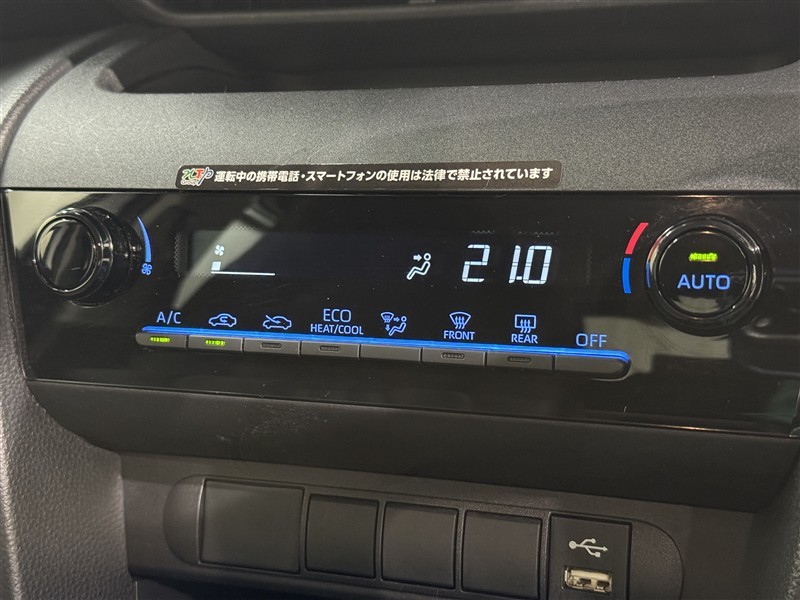 運転中の携帯電話・スマートフォンの使用は法律で禁止されています
21.0
AUTO
A/C
ECO
HEAT/COOL
FRONT
REAR
OFF